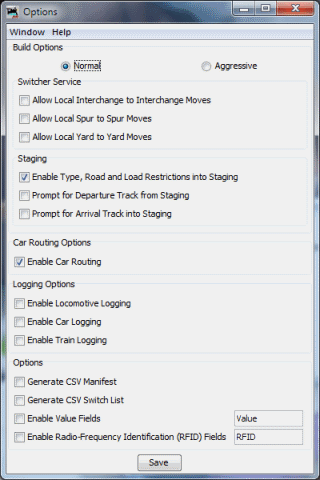 Options
Window Help
Build Options
Normal Aggressive
Switcher Service
Allow Local Interchange to Interchange Moves
Allow Local Spur to Spur Moves
Allow Local Yard to Yard Moves
Staging
Enable Type, Road and Load Restrictions into Staging
Prompt for Departure Track from Staging
Prompt for Arrival Track into Staging
Car Routing Options
Enable Car Routing
Logging Options
Enable Locomotive Logging
Enable Car Logging
Enable Train Logging
Options
Generate CSV Manifest
Generate CSV Switch List
Enable Value Fields Value
Enable Radio-Frequency Identification (RFID) Fields RFID
Save